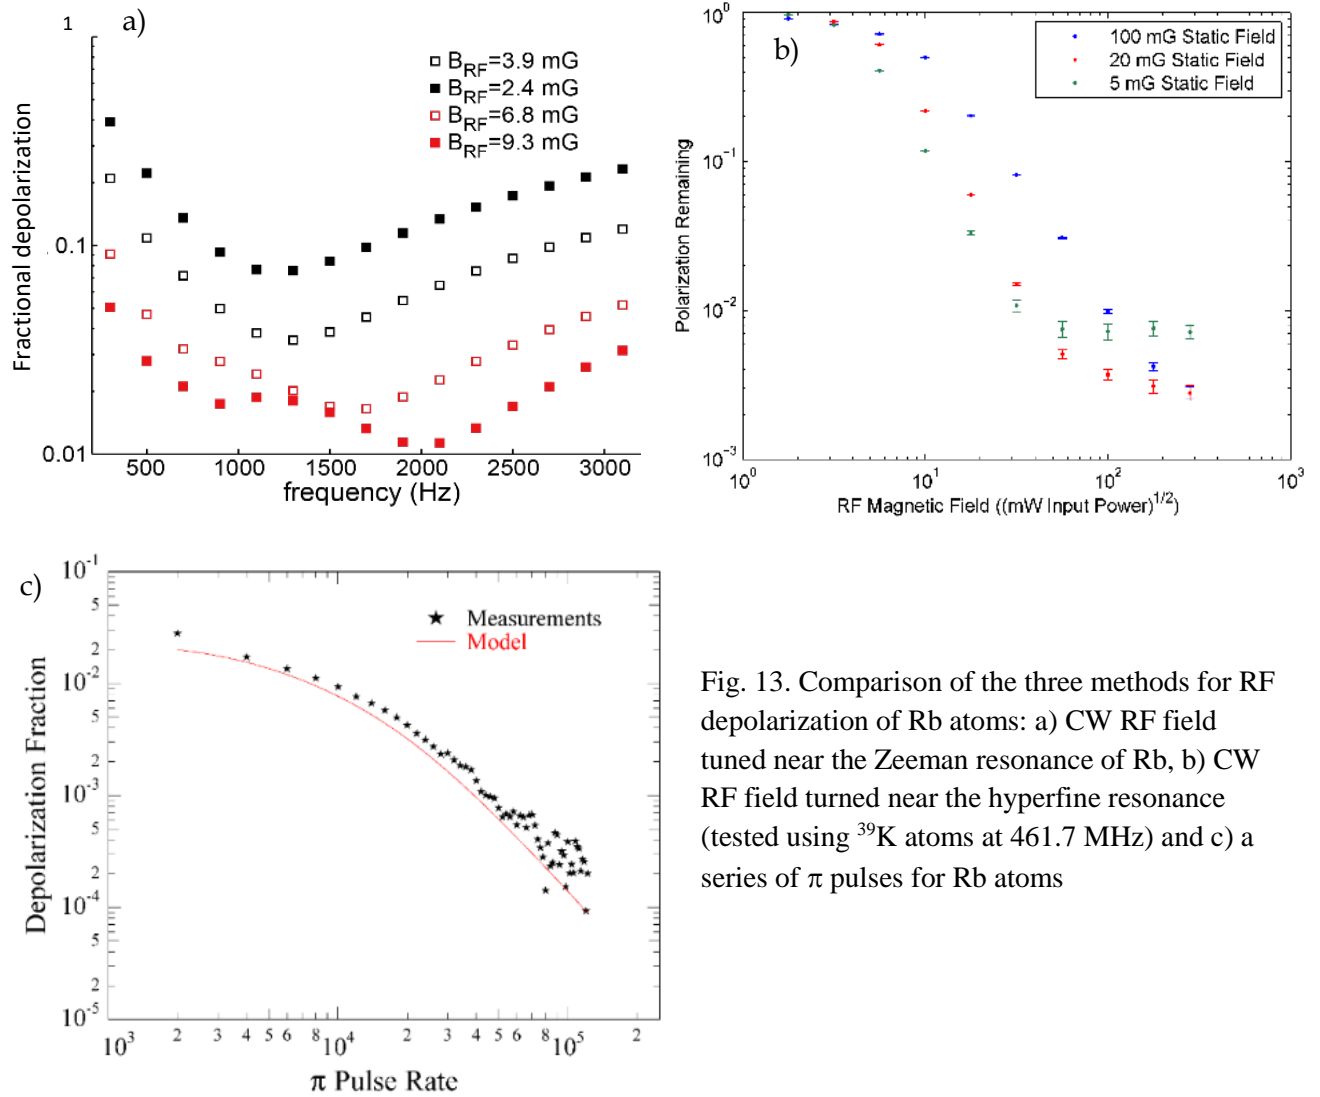 a)
1
0.1
0.01
Fractional depolarization
B_RF=3.9 mG
B_RF=2.4 mG
B_RF=6.8 mG
B_RF=9.3 mG
500 1000 1500 2000 2500 3000
frequency (Hz)
b)
10^0
10^-1
10^-2
10^-3
Polarization Remaining
100 mG Static Field
20 mG Static Field
5 mG Static Field
10^0 10^1 10^2 10^3
RF Magnetic Field ((mW Input Power)^1/2)
c)
10^-1
5
2
10^-2
5
2
10^-3
5
2
10^-4
5
2
10^-5
Depolarization Fraction
Measurements
Model
10^3 2 4 6 8 10^4 2 3 4 5 6 8 10^5 2
π Pulse Rate
Fig. 13. Comparison of the three methods for RF
depolarization of Rb atoms: a) CW RF field
tuned near the Zeeman resonance of Rb, b) CW
RF field turned near the hyperfine resonance
(tested using ^39K atoms at 461.7 MHz) and c) a
series of π pulses for Rb atoms